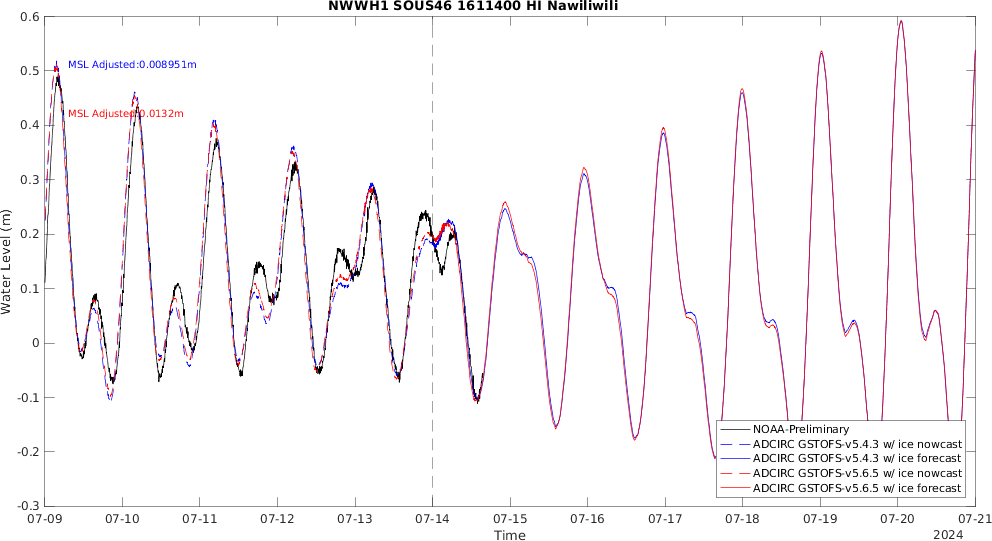 NWWH1 SOUS46 1611400 HI Nawiliwili
0.6
0.5
0.4
0.3
0.2
0.1
0
-0.1
-0.2
-0.3
Water Level (m)
MSL Adjusted:0.008951m
MSL Adjusted:0.0132m
NOAA-Preliminary
ADCIRC GSTOFS-v5.4.3 w/ ice nowcast
ADCIRC GSTOFS-v5.4.3 w/ ice forecast
ADCIRC GSTOFS-v5.6.5 w/ ice nowcast
ADCIRC GSTOFS-v5.6.5 w/ ice forecast
07-09 07-10 07-11 07-12 07-13 07-14 07-15 07-16 07-17 07-18 07-19 07-20 07-21
Time
2024